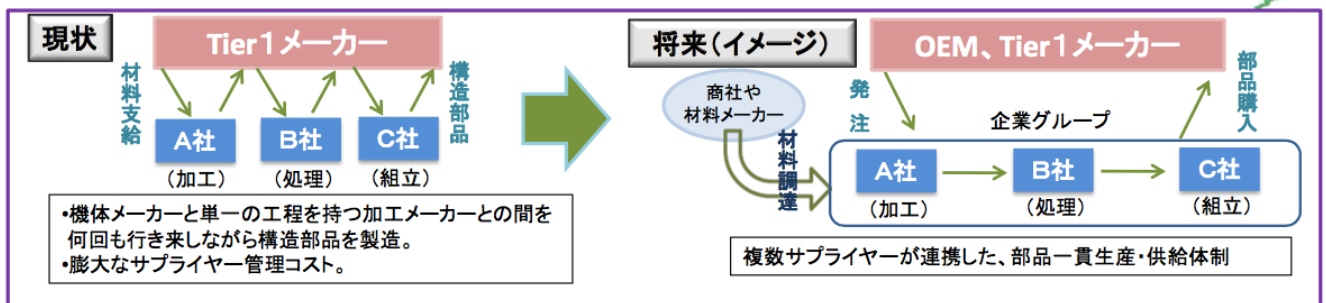 現状
Tier1メーカー
材料支給
構造部品
A社
B社
C社
（加工）
（処理）
（組立）
・機体メーカーと単一の工程を持つ加工メーカーとの間を
何回も行き来しながら構造部品を製造。
・膨大なサプライヤー管理コスト。
将来（イメージ）
OEM、Tier１メーカー
商社や
材料メーカー
発注
部品購入
企業グループ
材料調達
A社
B社
C社
（加工）
（処理）
（組立）
複数サプライヤーが連携した、部品一貫生産・供給体制